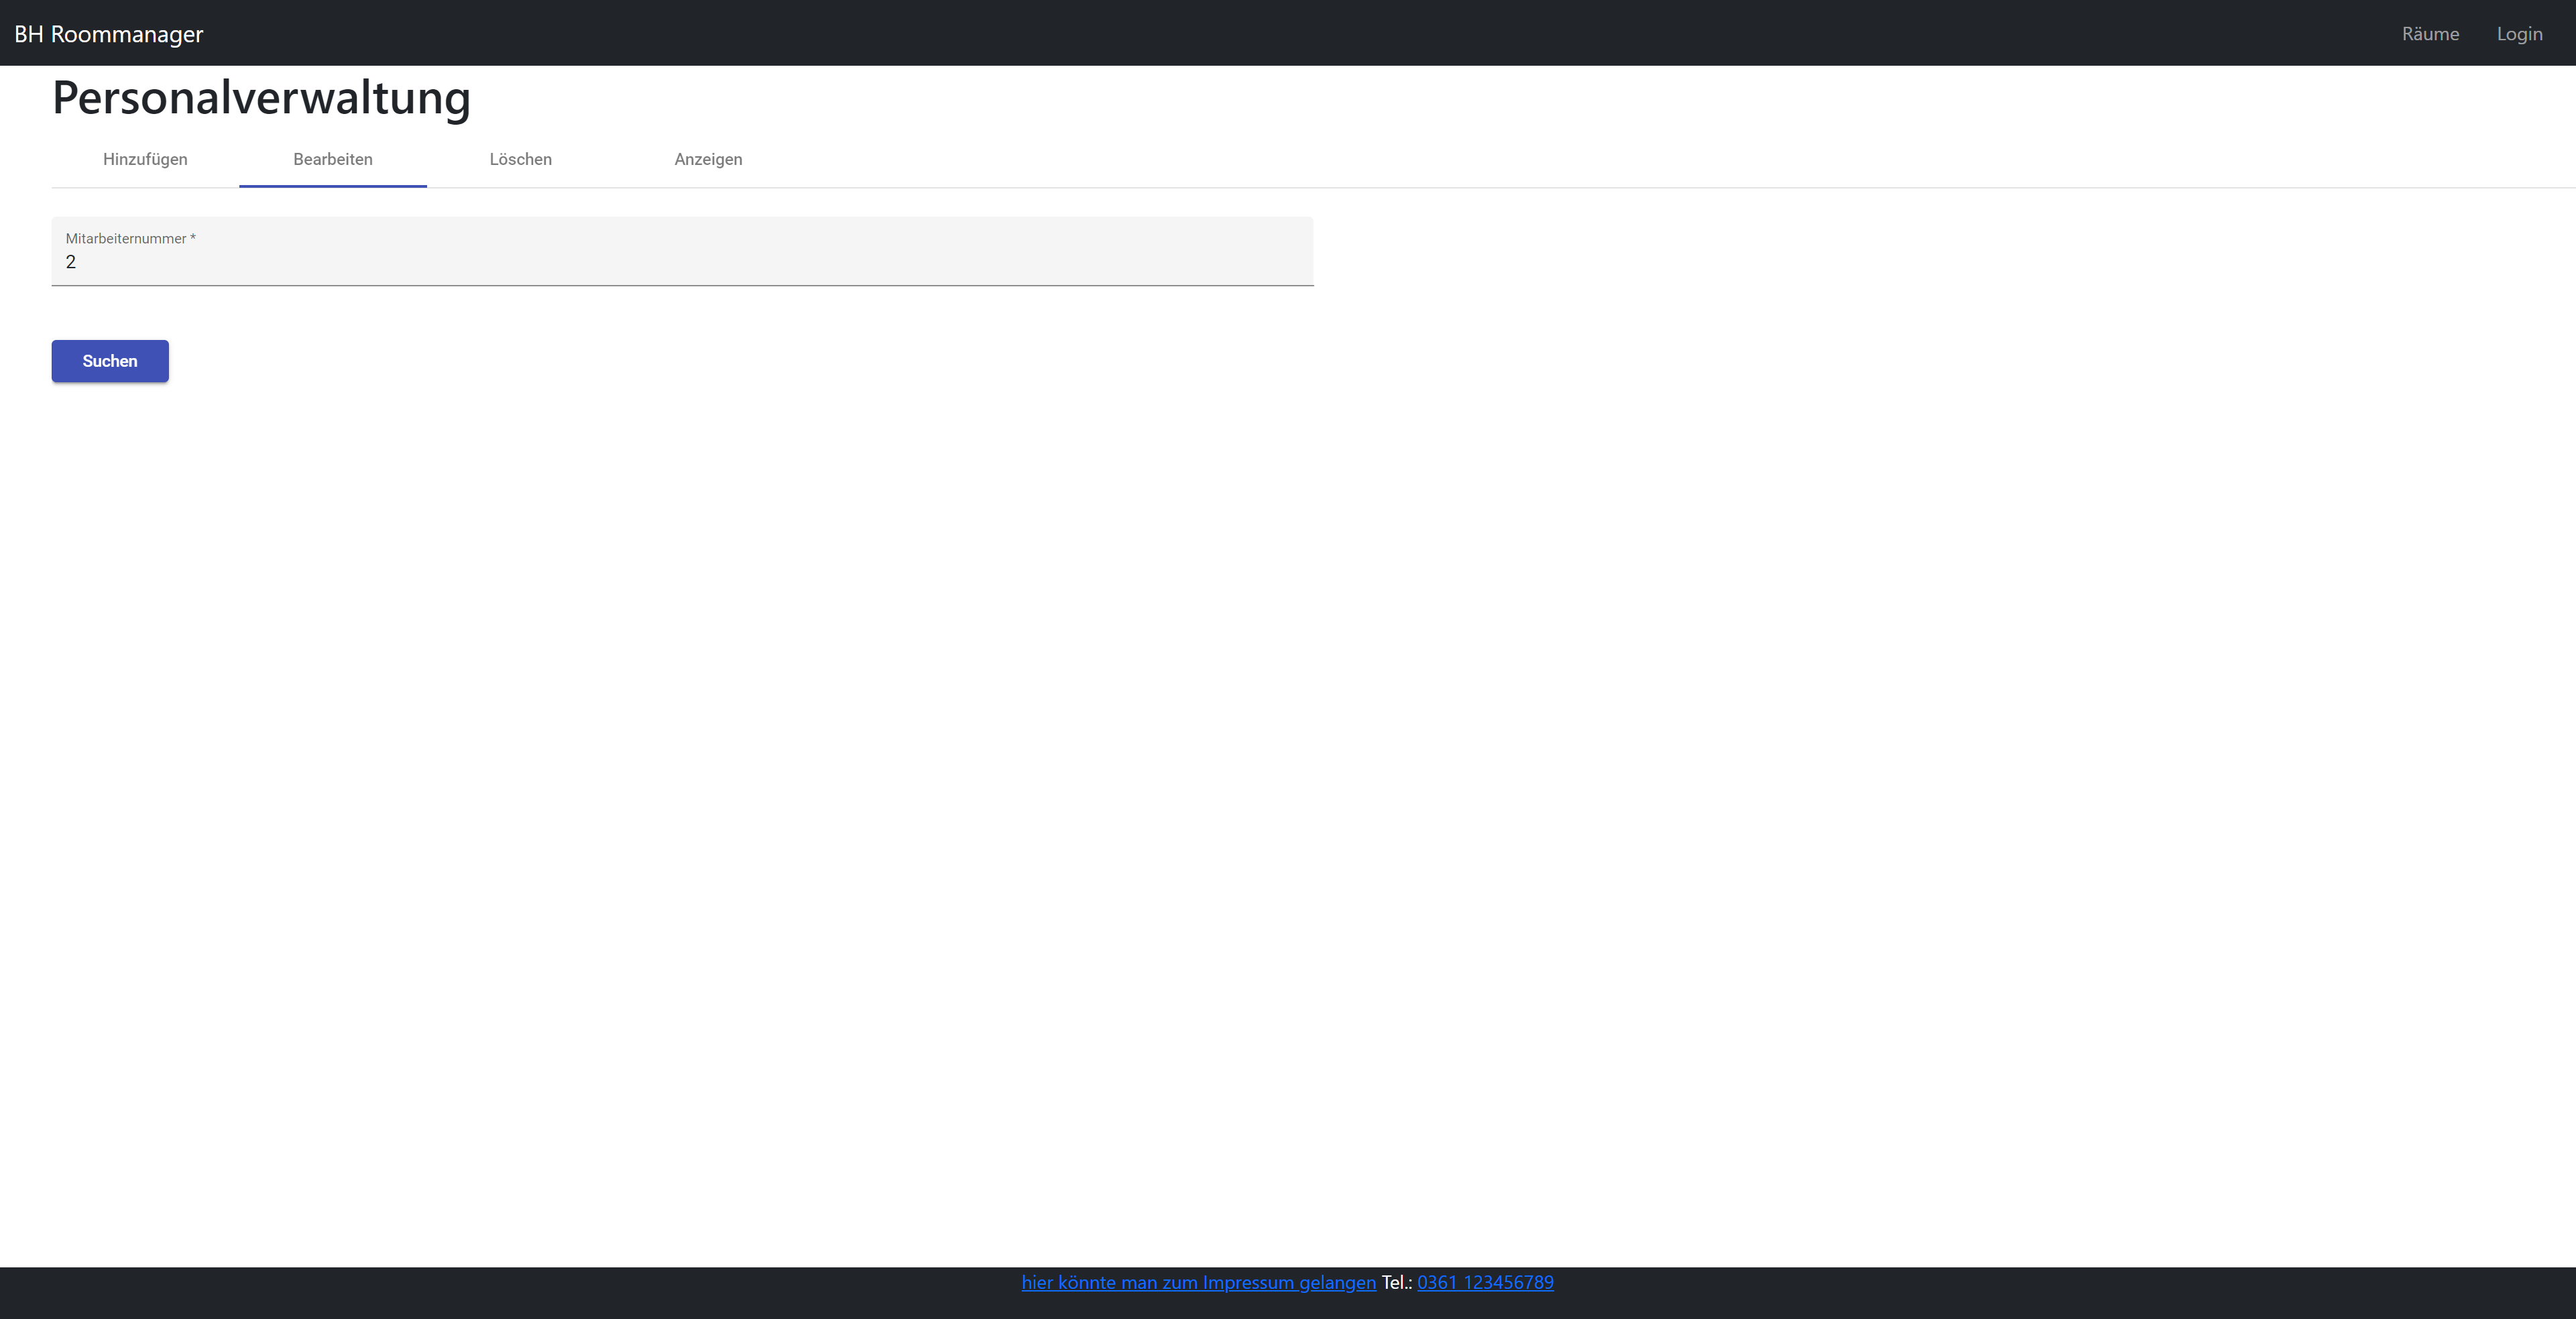 BH Roommanager Räume Login
Personalverwaltung
Hinzufügen Bearbeiten Löschen Anzeigen
Mitarbeiternummer *
2
Suchen
hier könnte man zum Impressum gelangen Tel.: 0361 123456789